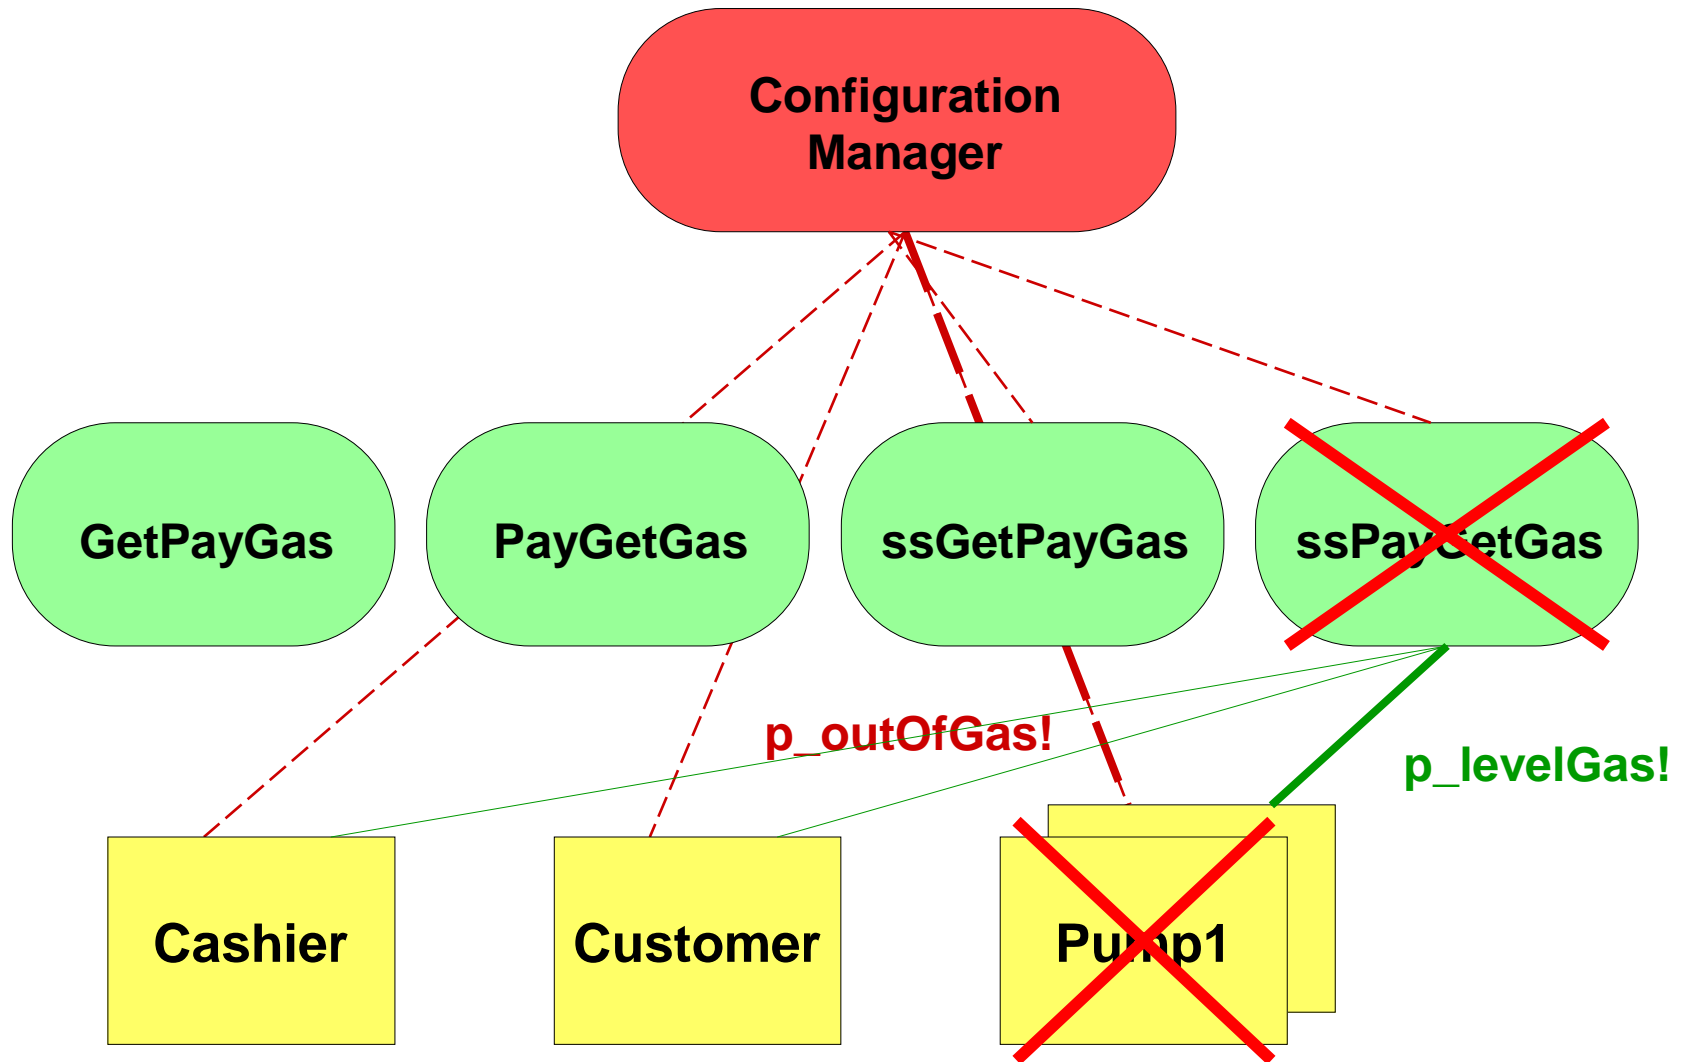 Configuration
Manager
GetPayGas
PayGetGas
ssGetPayGas
ssPayGetGas
p_outOfGas!
p_levelGas!
Cashier
Customer
Pump1